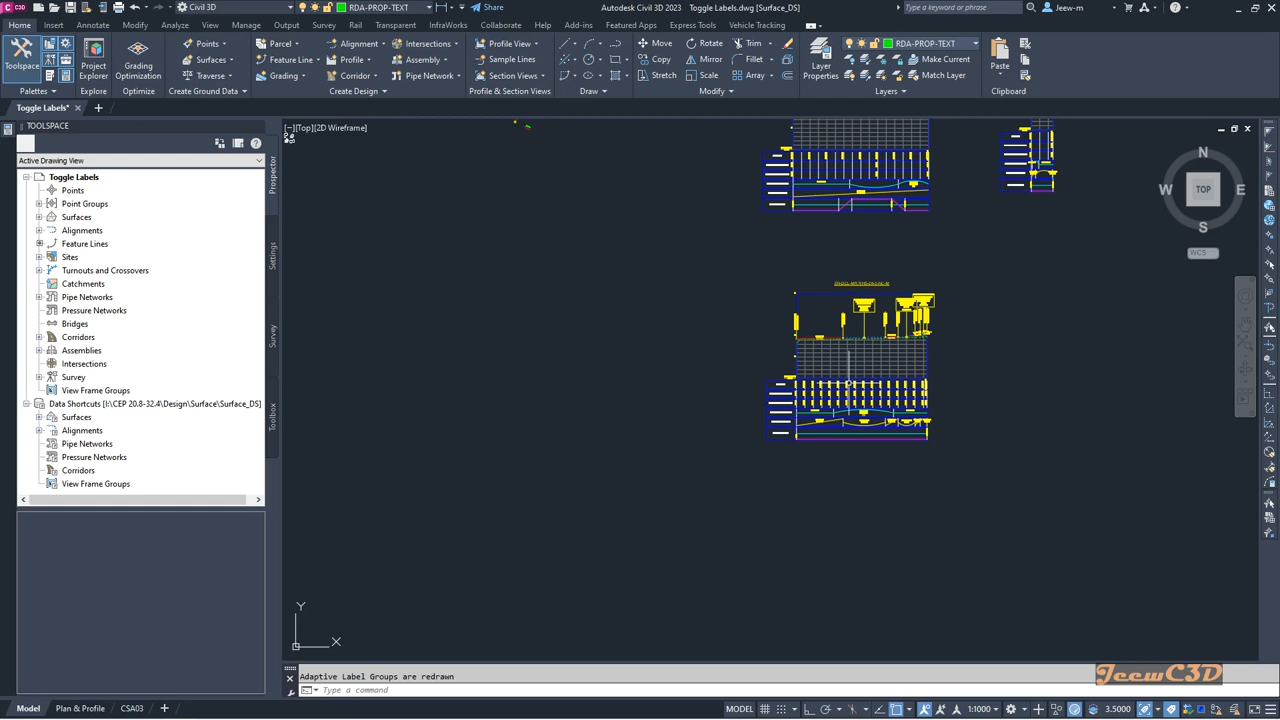 Civil 3D
RDA-PROP-TEXT
Share
Autodesk Civil 3D 2023 Toggle Labels.dwg [Surface_DS]
Type a keyword or phrase
Jeew-m
Home Insert Annotate Modify Analyze View Manage Output Survey Rail Transparent InfraWorks Collaborate Help Add-ins Featured Apps Express Tools Vehicle Tracking
Toolspace
Project Explorer
Grading Optimization
Points
Surfaces
Traverse
Parcel
Feature Line
Grading
Alignment
Profile
Corridor
Intersections
Assembly
Pipe Network
Profile View
Sample Lines
Section Views
Move
Copy
Stretch
Rotate
Mirror
Scale
Trim
Fillet
Array
Layer Properties
RDA-PROP-TEXT
Make Current
Match Layer
Paste
Palettes Explore Optimize Create Ground Data Create Design Profile & Section Views Draw Modify Layers Clipboard
Toggle Labels*
TOOLSPACE
Active Drawing View
Toggle Labels
Points
Point Groups
Surfaces
Alignments
Feature Lines
Sites
Turnouts and Crossovers
Catchments
Pipe Networks
Pressure Networks
Bridges
Corridors
Assemblies
Intersections
Survey
View Frame Groups
Data Shortcuts [I:\CEP 20.8-32.4\Design\Surface\Surface_DS]
Surfaces
Alignments
Pipe Networks
Pressure Networks
Corridors
View Frame Groups
Prospector
Settings
Survey
Toolbox
[−][Top][2D Wireframe]
N
W TOP E
S
WCS
Y
X
Adaptive Label Groups are redrawn
Type a command
JeewC3D
Model Plan & Profile CSA03
MODEL
1:1000
3.5000